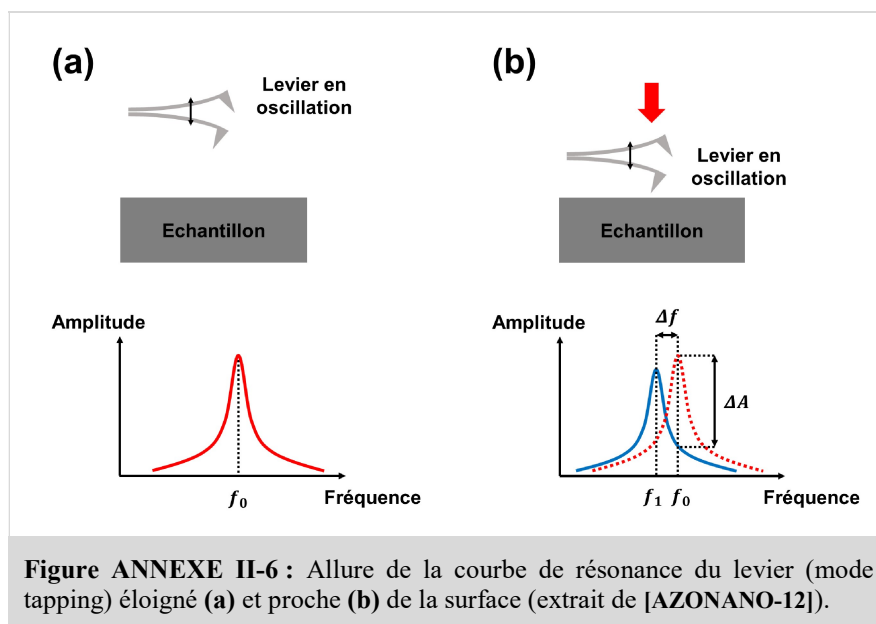 (a)
Levier en
oscillation
Echantillon
Amplitude
Fréquence
f₀
(b)
Levier en
oscillation
Echantillon
Amplitude
Δf
ΔA
Fréquence
f₁ f₀
Figure ANNEXE II-6 : Allure de la courbe de résonance du levier (mode
tapping) éloigné (a) et proche (b) de la surface (extrait de [AZONANO-12]).